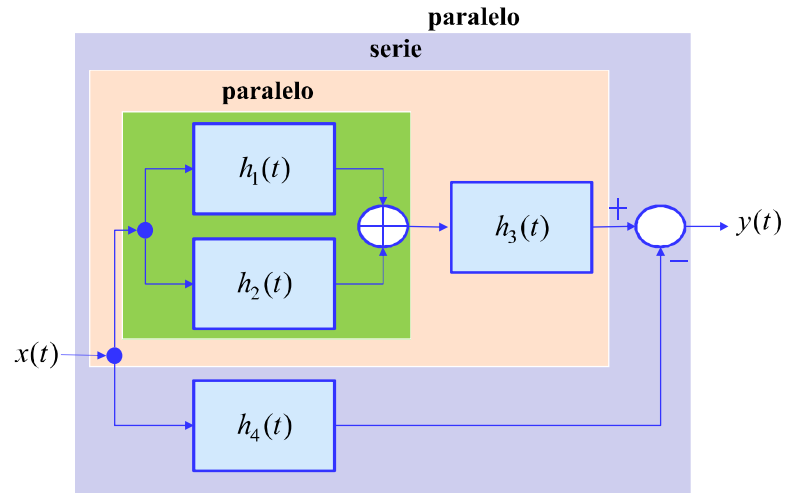 paralelo
serie
paralelo
h₁(t)
h₃(t)
+
y(t)
h₂(t)
−
x(t)
h₄(t)